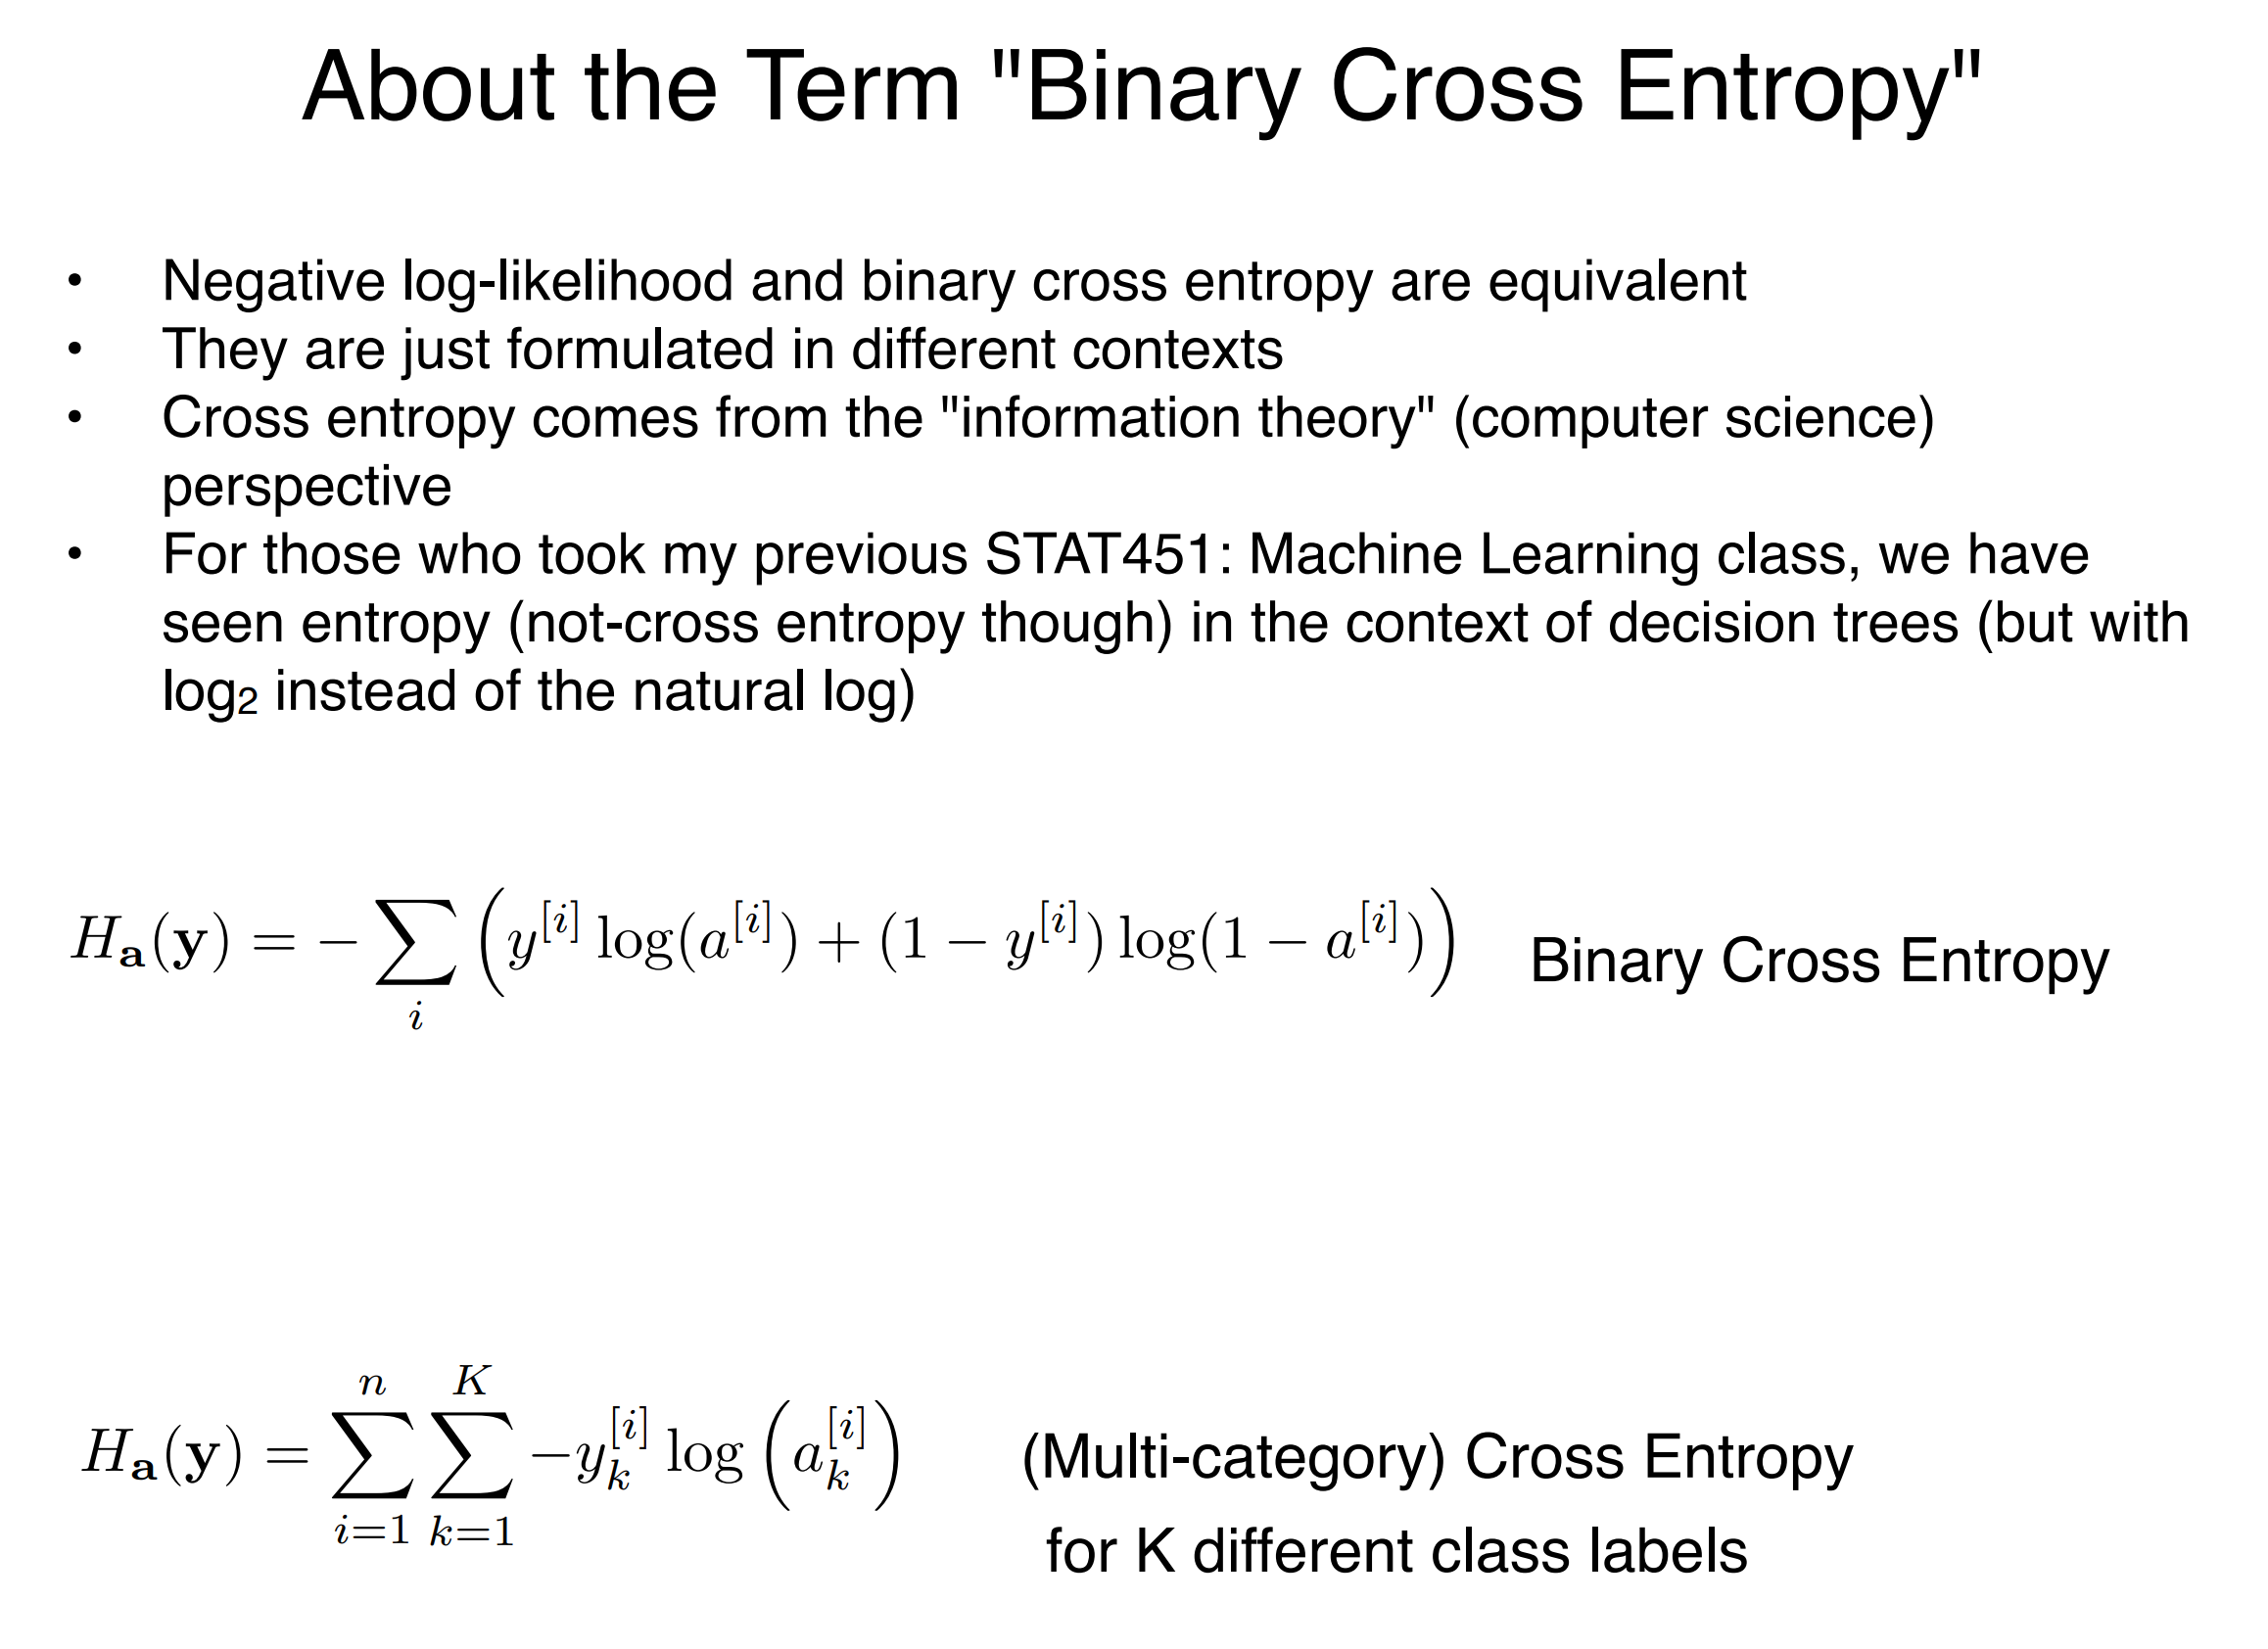 About the Term "Binary Cross Entropy"
• Negative log-likelihood and binary cross entropy are equivalent
• They are just formulated in different contexts
• Cross entropy comes from the "information theory" (computer science)
perspective
• For those who took my previous STAT451: Machine Learning class, we have
seen entropy (not-cross entropy though) in the context of decision trees (but with
log₂ instead of the natural log)
$H_{\mathbf{a}}(\mathbf{y}) = -\sum_{i} \left( y^{[i]} \log(a^{[i]}) + (1 - y^{[i]}) \log(1 - a^{[i]}) \right)$ Binary Cross Entropy
$H_{\mathbf{a}}(\mathbf{y}) = \sum_{i=1}^{n} \sum_{k=1}^{K} -y_k^{[i]} \log \left( a_k^{[i]} \right)$ (Multi-category) Cross Entropy
for K different class labels